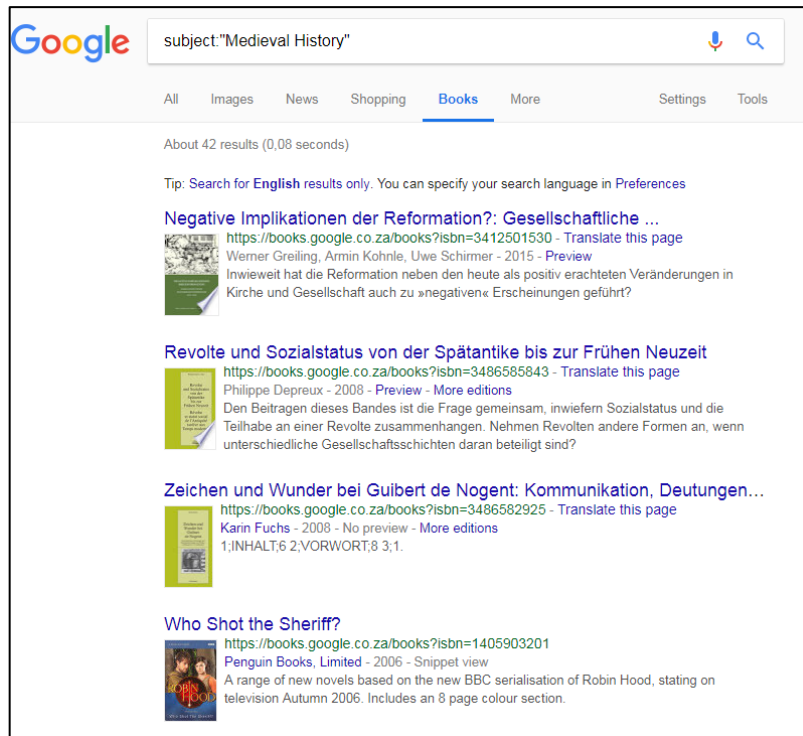 Google
subject:"Medieval History"
All Images News Shopping Books More Settings Tools
About 42 results (0,08 seconds)
Tip: Search for English results only. You can specify your search language in Preferences
Negative Implikationen der Reformation?: Gesellschaftliche ...
https://books.google.co.za/books?isbn=3412501530 - Translate this page
Werner Greiling, Armin Kohnle, Uwe Schirmer - 2015 - Preview
Inwieweit hat die Reformation neben den heute als positiv erachteten Veränderungen in
Kirche und Gesellschaft auch zu »negativen« Erscheinungen geführt?
Revolte und Sozialstatus von der Spätantike bis zur Frühen Neuzeit
https://books.google.co.za/books?isbn=3486585843 - Translate this page
Philippe Depreux - 2008 - Preview - More editions
Den Beitragen dieses Bandes ist die Frage gemeinsam, inwiefern Sozialstatus und die
Teilhabe an einer Revolte zusammenhangen. Nehmen Revolten andere Formen an, wenn
unterschiedliche Gesellschaftsschichten daran beteiligt sind?
Zeichen und Wunder bei Guibert de Nogent: Kommunikation, Deutungen...
https://books.google.co.za/books?isbn=3486582925 - Translate this page
Karin Fuchs - 2008 - No preview - More editions
1;INHALT;6 2;VORWORT;8 3;1.
Who Shot the Sheriff?
https://books.google.co.za/books?isbn=1405903201
Penguin Books, Limited - 2006 - Snippet view
A range of new novels based on the new BBC serialisation of Robin Hood, stating on
television Autumn 2006. Includes an 8 page colour section.
ROBIN
HOOD
WHO SHOT THE SHERIFF?